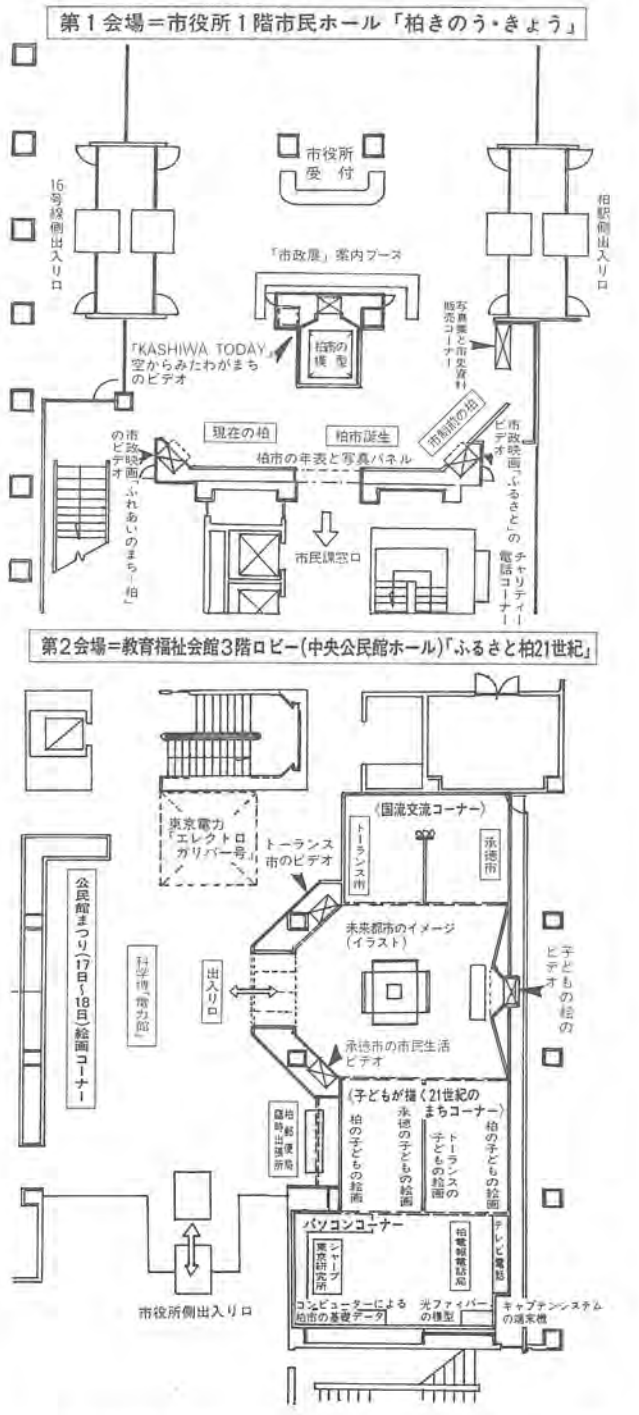 第1会場=市役所1階市民ホール「柏きのう・きょう」
市役所
受付
16号線側出入り口
柏駅側出入り口
「市政展」案内ブース
写真集と市史資料
販売コーナー
「KASHIWA TODAY」
空からみたわがまち
のビデオ
柏市の
模型
現在の柏
柏市誕生
市制前の柏
柏市の年表と写真パネル
市政映画「ふれあいのまち-柏」
のビデオ
市政映画「ふるさと」の
ビデオ
市民課窓口
チャリティー
電話コーナー
第2会場=教育福祉会館3階ロビー(中央公民館ホール)「ふるさと柏21世紀」
東京電力
「エレクトロ
ガリバー号」
トーランス
市のビデオ
〈国流交流コーナー〉
トーランス市
承徳市
公民館まつり(17日〜18日)絵画コーナー
科学博「電力館」
出入り口
未来都市のイメージ
(イラスト)
子どもの絵の
ビデオ
承徳市の市民生活
ビデオ
〈子どもが描く21世紀の
まちコーナー〉
柏郵便局
臨時出張所
柏の子どもの絵画
承徳の子どもの絵画
トーランスの
子どもの絵画
柏の子どもの絵画
パソコンコーナー
シャープ
東京研究所
柏電報電話局
テレビ電話
コンピューターによる
柏市の基礎データ
光ファイバー
の模型
キャプテンシステム
の端末機
市役所側出入り口